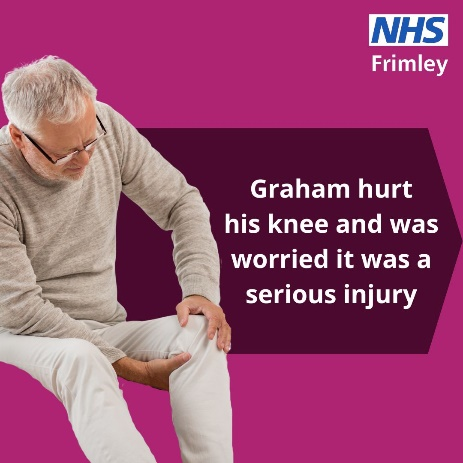 NHS
Frimley
Graham hurt
his knee and was
worried it was a
serious injury